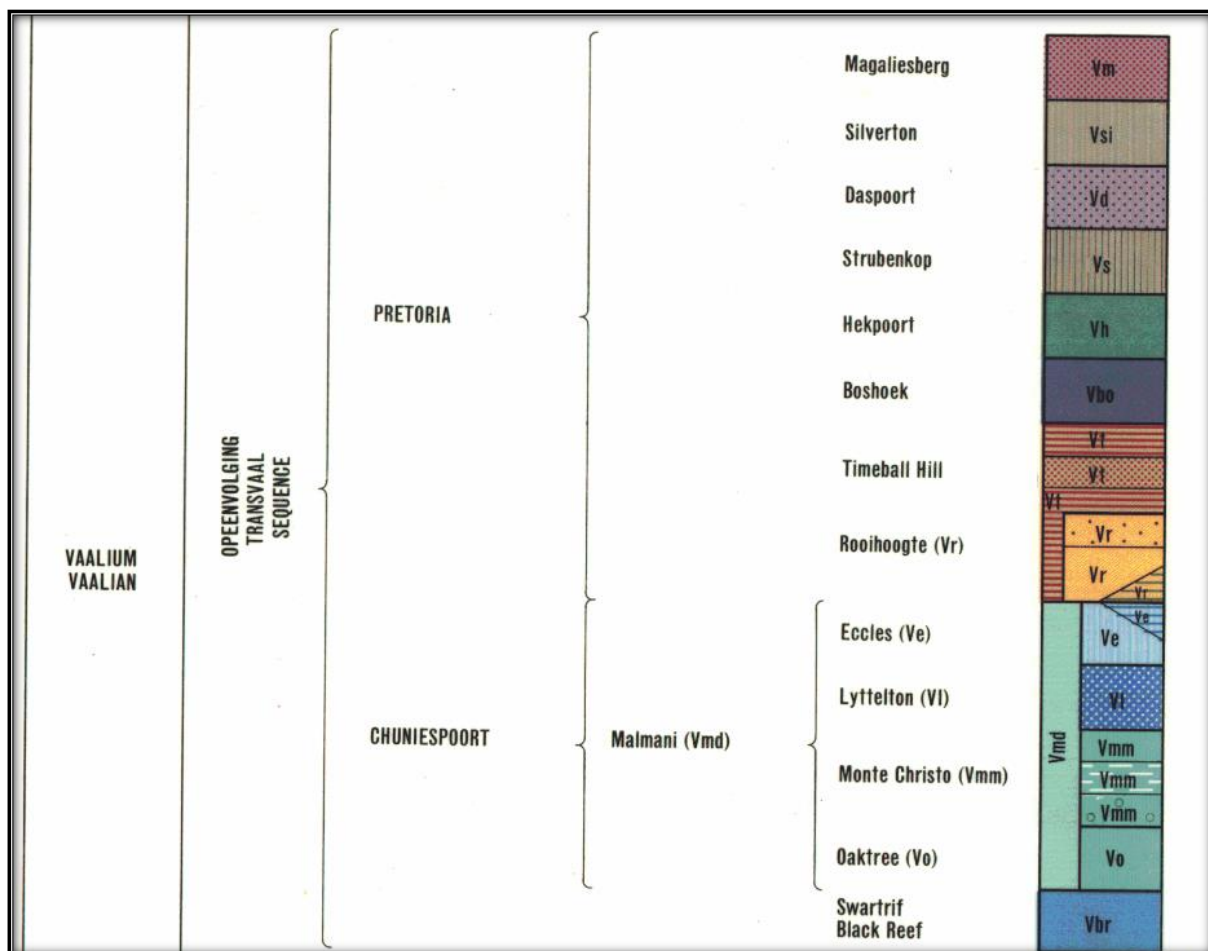 VAALIUM
VAALIAN
OPEENVOLGING
TRANSVAAL
SEQUENCE
PRETORIA
CHUNIESPOORT
Malmani (Vmd)
Magaliesberg
Vm
Silverton
Vsi
Daspoort
Vd
Strubenkop
Vs
Hekpoort
Vh
Boshoek
Vbo
Timeball Hill
Vt
Vt
Vt
Rooihoogte (Vr)
Vr
Vr
Vr
Eccles (Ve)
Ve
Ve
Lyttelton (Vl)
Vl
Monte Christo (Vmm)
Vmm
Vmm
Vmm
Vmd
Oaktree (Vo)
Vo
Swartrif
Black Reef
Vbr